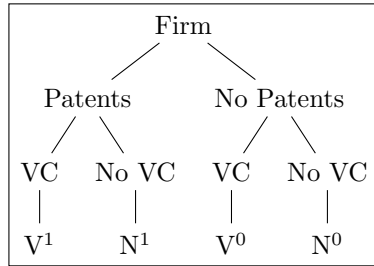 Firm
Patents No Patents
VC No VC VC No VC
V¹ N¹ V⁰ N⁰